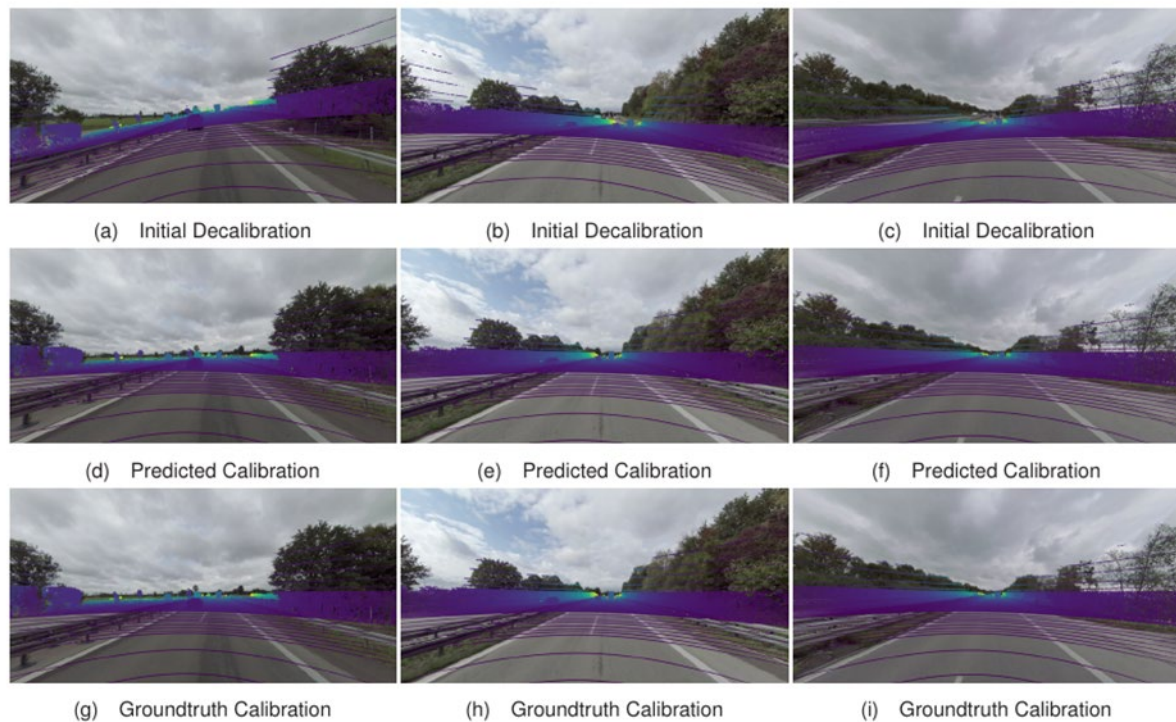 (a) Initial Decalibration
(b) Initial Decalibration
(c) Initial Decalibration
(d) Predicted Calibration
(e) Predicted Calibration
(f) Predicted Calibration
(g) Groundtruth Calibration
(h) Groundtruth Calibration
(i) Groundtruth Calibration